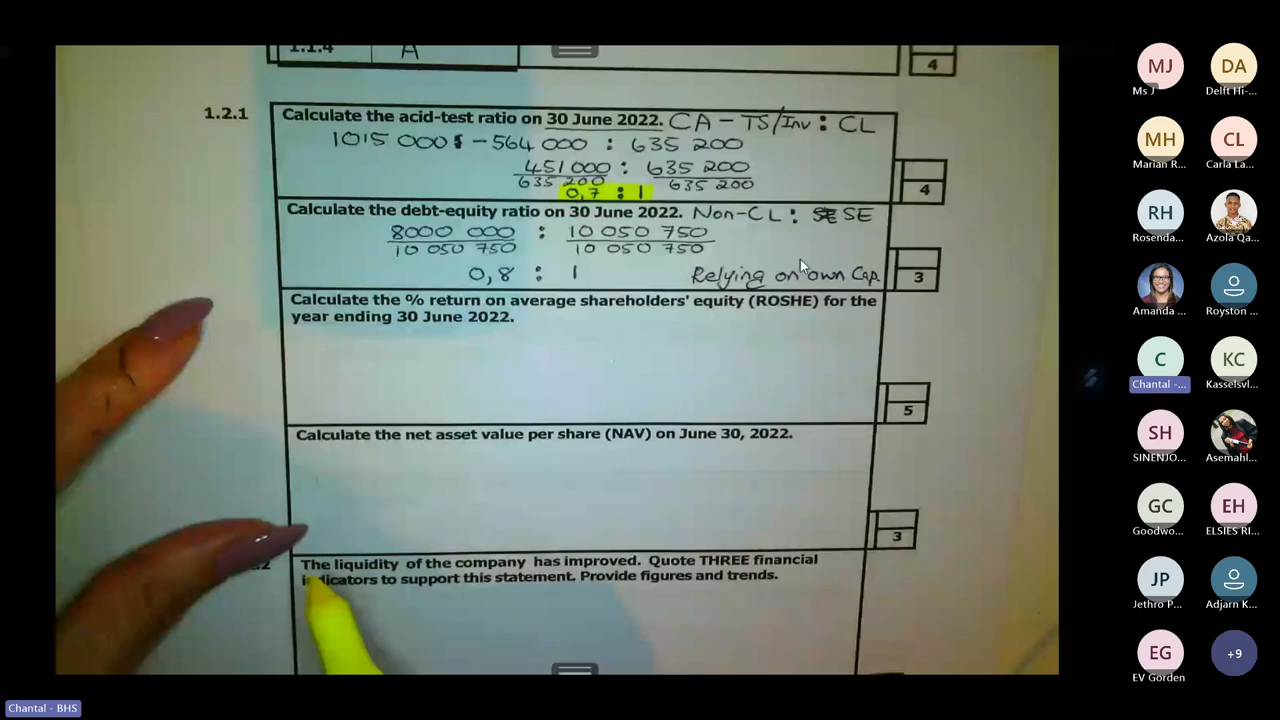 1.1.4 A
4
1.2.1
Calculate the acid-test ratio on 30 June 2022. CA - TS/Inv : CL
1015 000 - 564 000 : 635 200
451 000 : 635 200
635 200 635 200
0,7 : 1
4
Calculate the debt-equity ratio on 30 June 2022. Non-CL : SE
8000 000 : 10 050 750
10 050 750 10 050 750
0,8 : 1 Relying on own Cap.
3
Calculate the % return on average shareholders' equity (ROSHE) for the
year ending 30 June 2022.
5
Calculate the net asset value per share (NAV) on June 30, 2022.
3
The liquidity of the company has improved. Quote THREE financial
indicators to support this statement. Provide figures and trends.
MJ
Ms J
DA
Delft Hi-...
MH
Marian R...
CL
Carla La...
RH
Rosenda...
Azola Qa...
Amanda ...
Royston ...
C
Chantal -...
KC
Kasselsvl...
SH
SINENJO...
Asemahl...
GC
Goodwo...
EH
ELSIES RI...
JP
Jethro P...
Adjarn K...
EG
EV Gorden
+9
Chantal - BHS